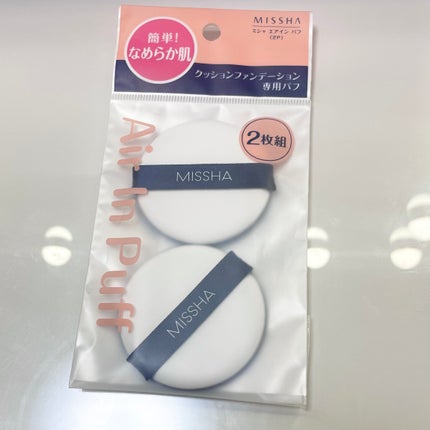 簡単!
なめらか肌
MISSHA
ミシャ エアイン パフ
(2P)
クッションファンデーション
専用パフ
2枚組
Air In Puff
MISSHA
MISSHA